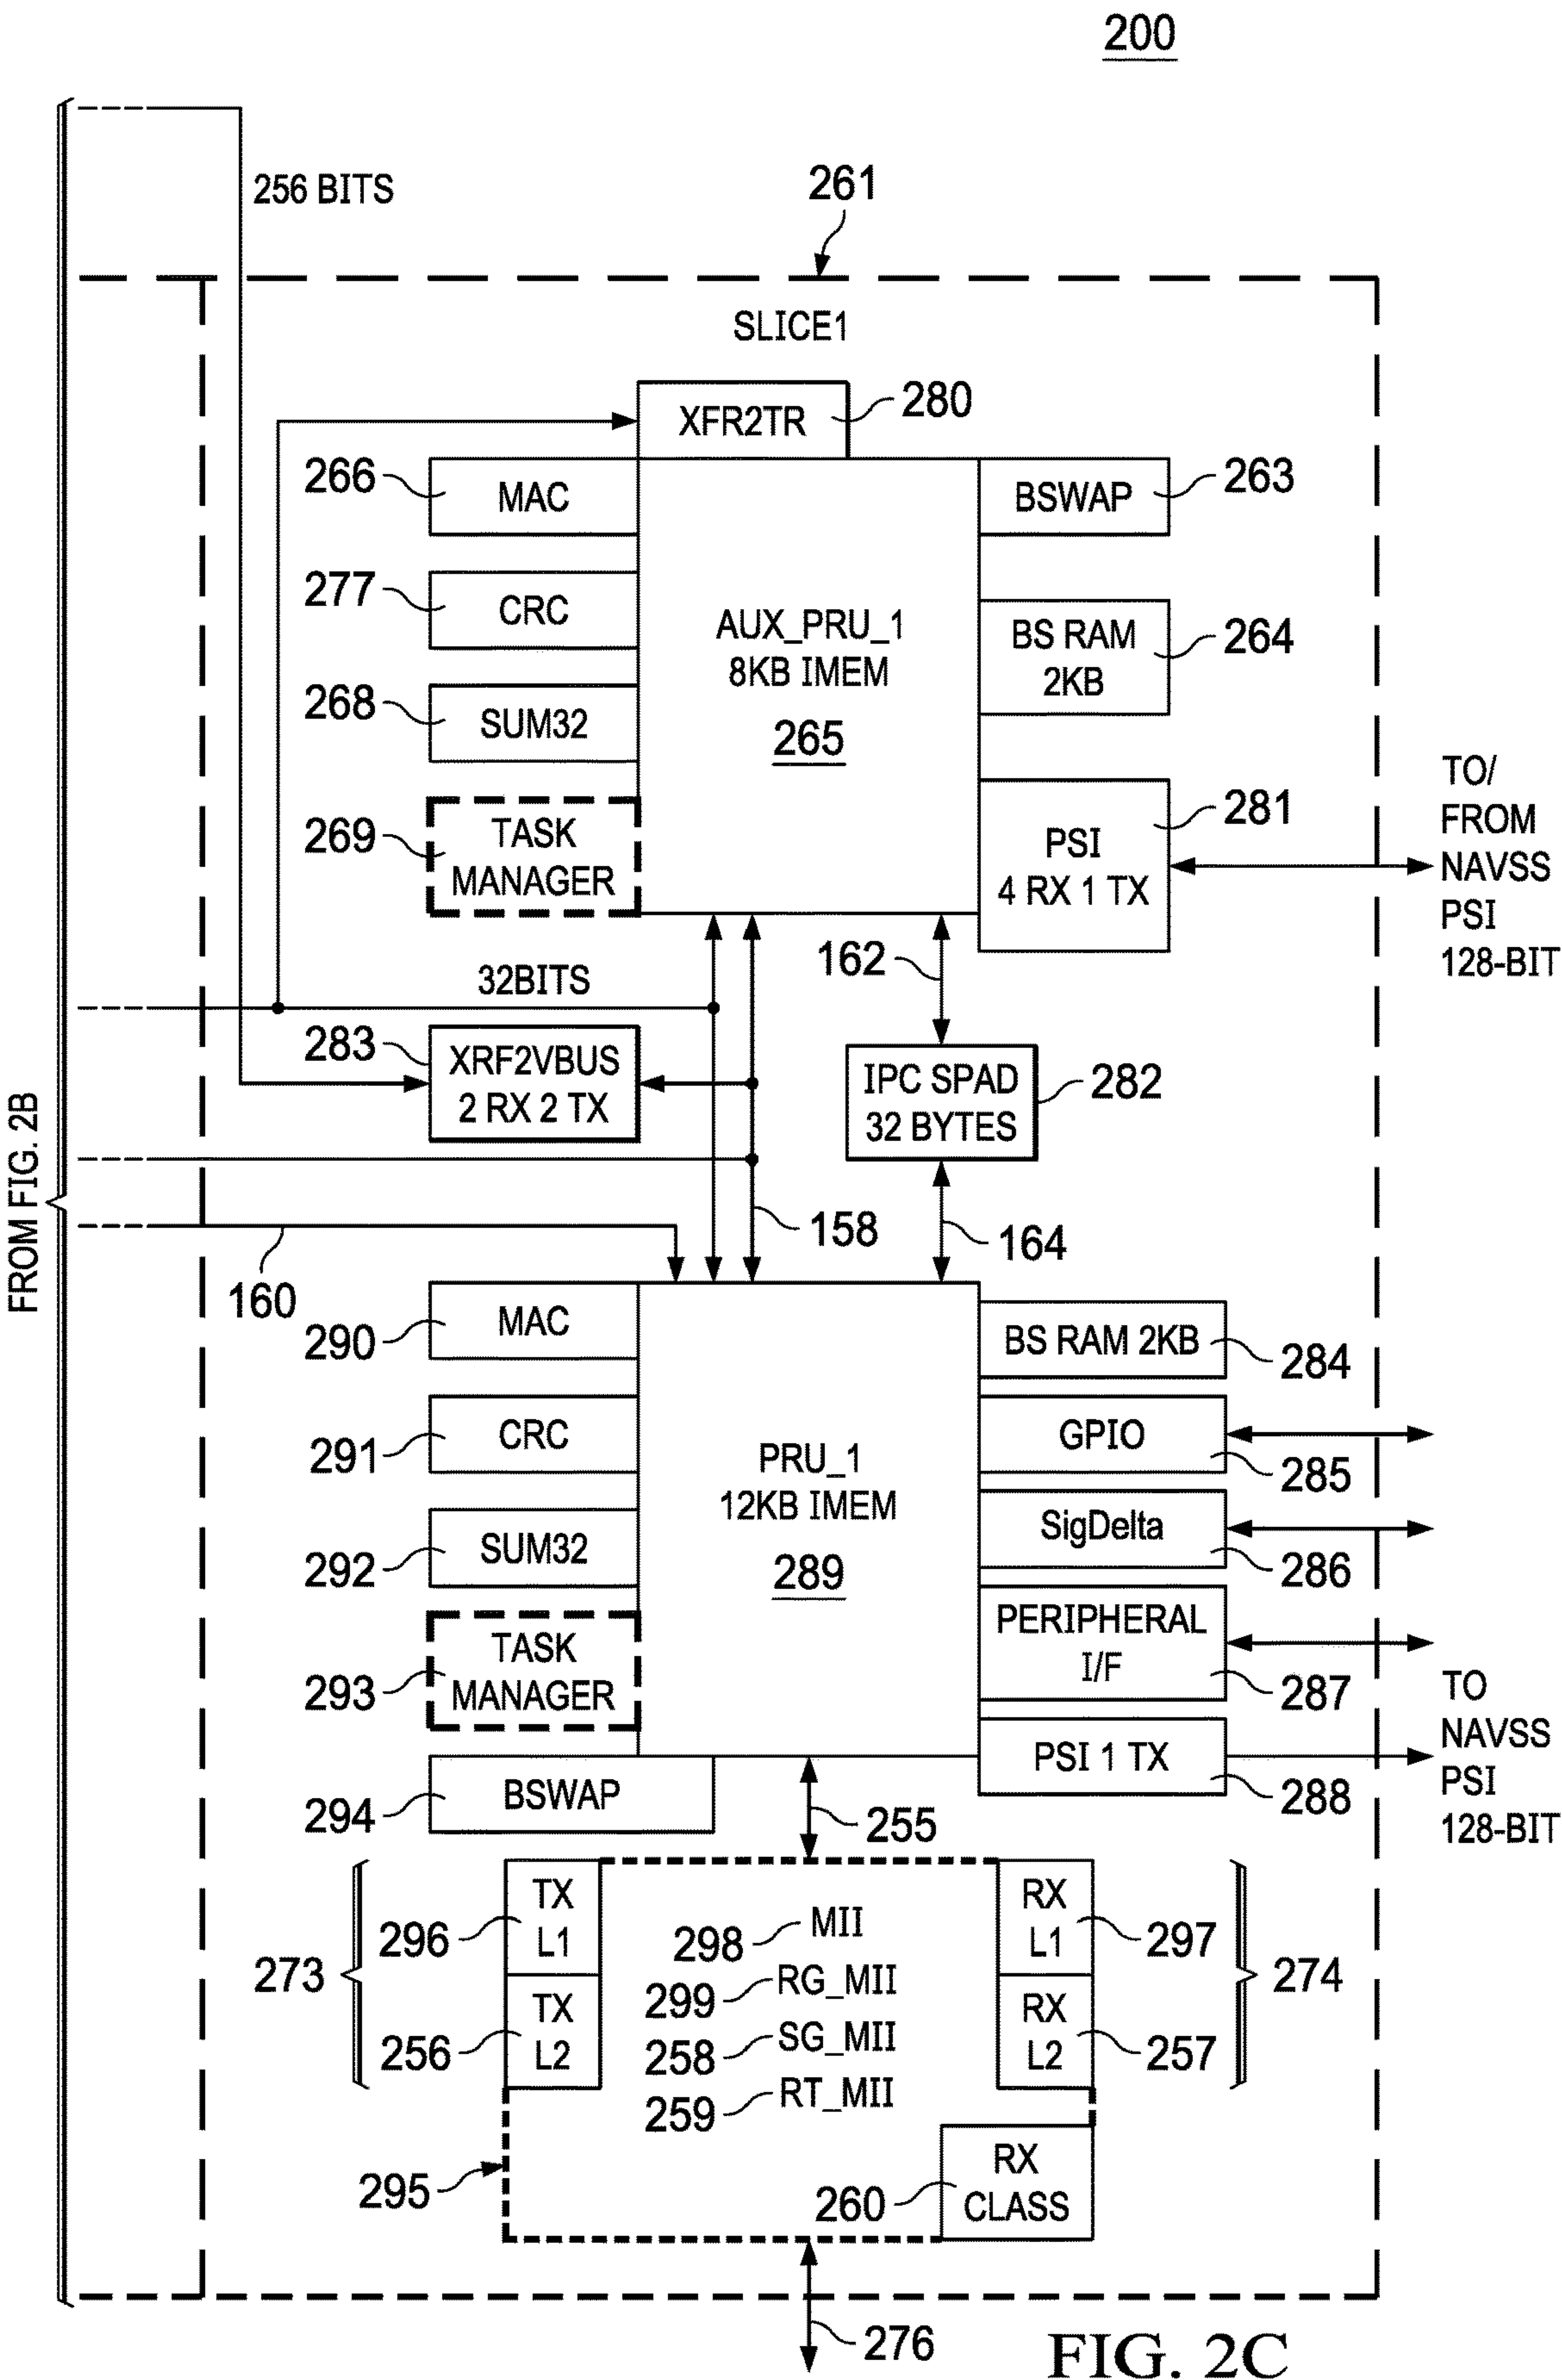 200
256 BITS
261
SLICE1
XFR2TR
280
266
MAC
BSWAP
263
277
CRC
AUX_PRU_1
8KB IMEM
265
BS RAM
2KB
264
268
SUM32
269
TASK
MANAGER
PSI
4 RX 1 TX
281
TO/
FROM
NAVSS
PSI
128-BIT
162
32BITS
283
XRF2VBUS
2 RX 2 TX
IPC SPAD
32 BYTES
282
FROM FIG. 2B
158
164
160
290
MAC
BS RAM 2KB
284
291
CRC
PRU_1
12KB IMEM
289
GPIO
285
292
SUM32
SigDelta
286
293
TASK
MANAGER
PERIPHERAL
I/F
287
TO
NAVSS
PSI
128-BIT
PSI 1 TX
288
294
BSWAP
255
273
296
TX
L1
256
TX
L2
298
MII
299
RG_MII
258
SG_MII
259
RT_MII
RX
L1
297
RX
L2
257
274
295
260
RX
CLASS
276
FIG. 2C